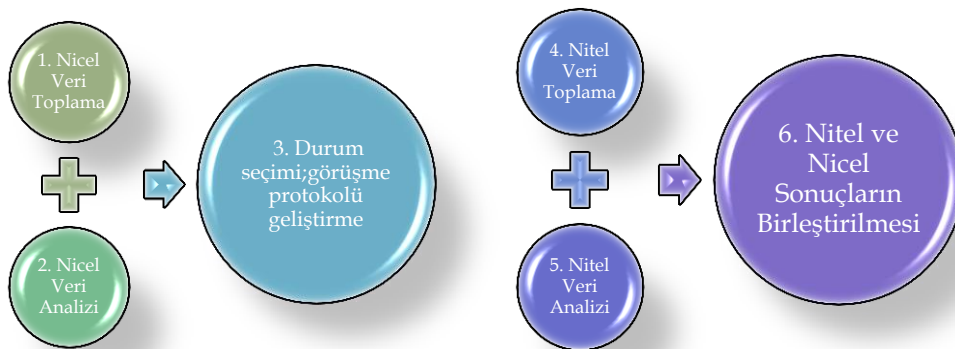 1. Nicel
Veri
Toplama
2. Nicel
Veri
Analizi
3. Durum
seçimi;görüşme
protokolü
geliştirme
4. Nitel
Veri
Toplama
5. Nitel
Veri
Analizi
6. Nitel ve
Nicel
Sonuçların
Birleştirilmesi